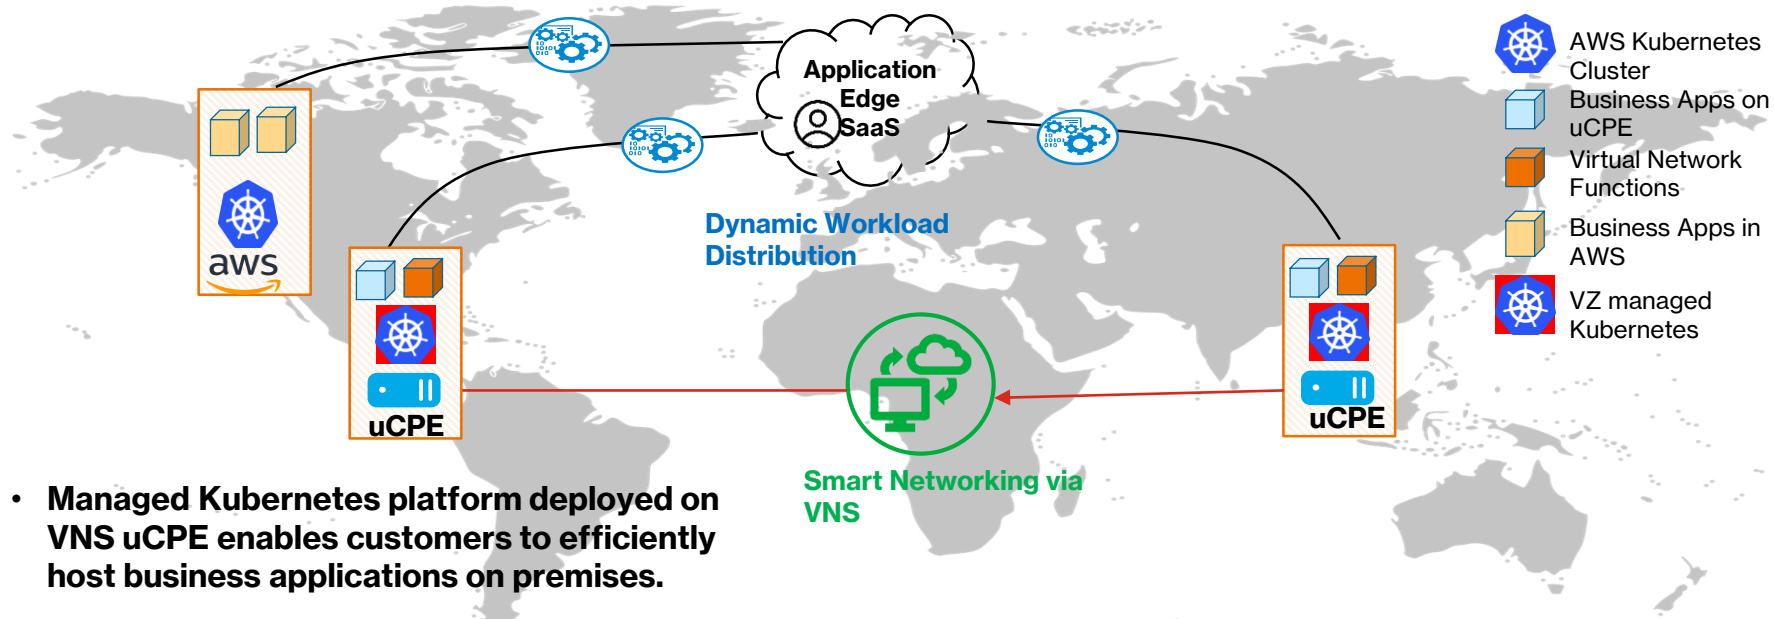 Application
Edge
SaaS
AWS Kubernetes
Cluster
Business Apps on
uCPE
Virtual Network
Functions
Business Apps in
AWS
VZ managed
Kubernetes
aws
Dynamic Workload
Distribution
uCPE
uCPE
Smart Networking via
VNS
• Managed Kubernetes platform deployed on
VNS uCPE enables customers to efficiently
host business applications on premises.